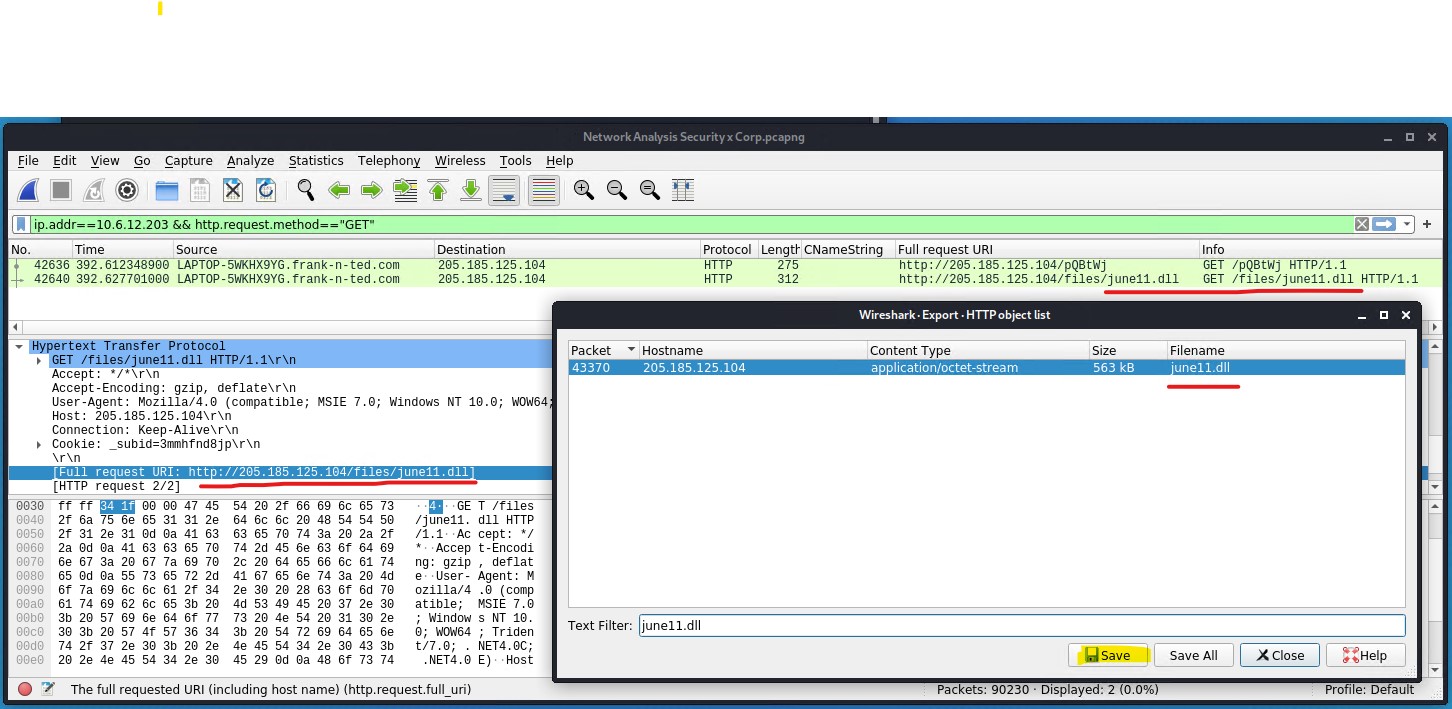 Network Analysis Security x Corp.pcapng
File Edit View Go Capture Analyze Statistics Telephony Wireless Tools Help
ip.addr==10.6.12.203 && http.request.method=="GET"
No. Time Source Destination Protocol Length CNameString Full request URI Info
42636 392.612348900 LAPTOP-5WKHX9YG.frank-n-ted.com 205.185.125.104 HTTP 275 http://205.185.125.104/pQBtWj GET /pQBtWj HTTP/1.1
42640 392.627701000 LAPTOP-5WKHX9YG.frank-n-ted.com 205.185.125.104 HTTP 312 http://205.185.125.104/files/june11.dll GET /files/june11.dll HTTP/1.1
Hypertext Transfer Protocol
GET /files/june11.dll HTTP/1.1\r\n
Accept: */*\r\n
Accept-Encoding: gzip, deflate\r\n
User-Agent: Mozilla/4.0 (compatible; MSIE 7.0; Windows NT 10.0; WOW64;
Host: 205.185.125.104\r\n
Connection: Keep-Alive\r\n
Cookie: _subid=3mmhfnd8jp\r\n
\r\n
[Full request URI: http://205.185.125.104/files/june11.dll]
[HTTP request 2/2]
0030 ff ff 34 1f 00 00 47 45 54 20 2f 66 69 6c 65 73 ··4···GE T /files
0040 2f 6a 75 6e 65 31 31 2e 64 6c 6c 20 48 54 54 50 /june11. dll HTTP
0050 2f 31 2e 31 0d 0a 41 63 63 65 70 74 3a 20 2a 2f /1.1··Ac cept: */
0060 2a 0d 0a 41 63 63 65 70 74 2d 45 6e 63 6f 64 69 *··Accep t-Encodi
0070 6e 67 3a 20 67 7a 69 70 2c 20 64 65 66 6c 61 74 ng: gzip , deflat
0080 65 0d 0a 55 73 65 72 2d 41 67 65 6e 74 3a 20 4d e··User- Agent: M
0090 6f 7a 69 6c 6c 61 2f 34 2e 30 20 28 63 6f 6d 70 ozilla/4 .0 (comp
00a0 61 74 69 62 6c 65 3b 20 4d 53 49 45 20 37 2e 30 atible; MSIE 7.0
00b0 3b 20 57 69 6e 64 6f 77 73 20 4e 54 20 31 30 2e ; Window s NT 10.
00c0 30 3b 20 57 4f 57 36 34 3b 20 54 72 69 64 65 6e 0; WOW64 ; Triden
00d0 74 2f 37 2e 30 3b 20 2e 4e 45 54 34 2e 30 43 3b t/7.0; . NET4.0C;
00e0 20 2e 4e 45 54 34 2e 30 45 29 0d 0a 48 6f 73 74 .NET4.0 E)··Host
Wireshark · Export · HTTP object list
Packet Hostname Content Type Size Filename
43370 205.185.125.104 application/octet-stream 563 kB june11.dll
Text Filter: june11.dll
Save Save All Close Help
The full requested URI (including host name) (http.request.full_uri) Packets: 90230 · Displayed: 2 (0.0%) Profile: Default